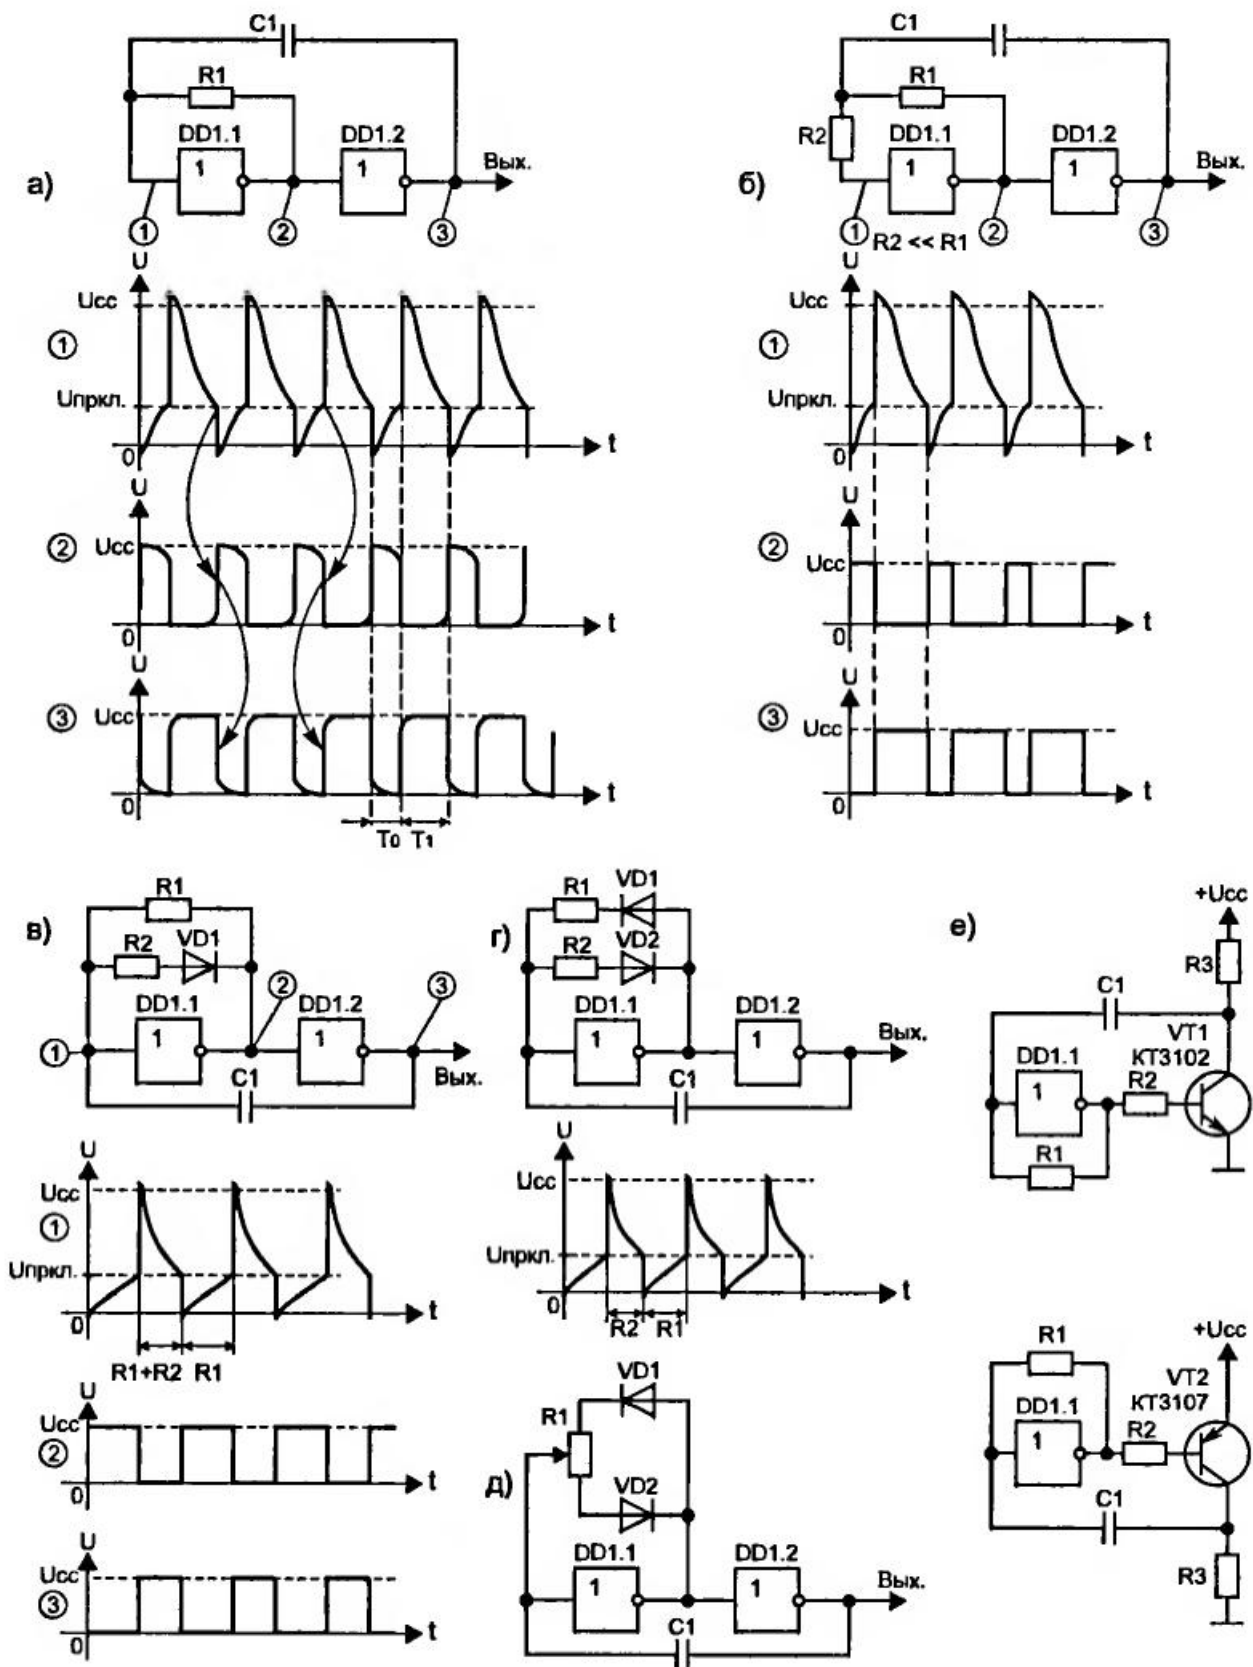 а)
C1
R1
DD1.1
DD1.2
1
1
Вых.
1
2
3
U
Ucc
1
Uпркл.
0
t
U
2
Ucc
0
t
U
3
Ucc
0
t
T0 T1
б)
C1
R1
R2
DD1.1
DD1.2
1
1
Вых.
1
R2 << R1
2
3
U
Ucc
1
Uпркл.
0
t
U
2
Ucc
0
t
U
3
Ucc
0
t
в)
R1
R2
VD1
2
3
DD1.1
DD1.2
1
1
1
Вых.
C1
U
Ucc
1
Uпркл.
0
t
R1+R2 R1
U
Ucc
2
0
t
U
Ucc
3
0
t
г)
R1
VD1
R2
VD2
DD1.1
DD1.2
1
1
Вых.
C1
U
Ucc
Uпркл.
0
t
R2 R1
д)
VD1
R1
VD2
DD1.1
DD1.2
1
1
Вых.
C1
е)
+Ucc
R3
C1
VT1
КТ3102
DD1.1
R2
1
R1
+Ucc
R1
VT2
КТ3107
DD1.1
R2
1
C1
R3